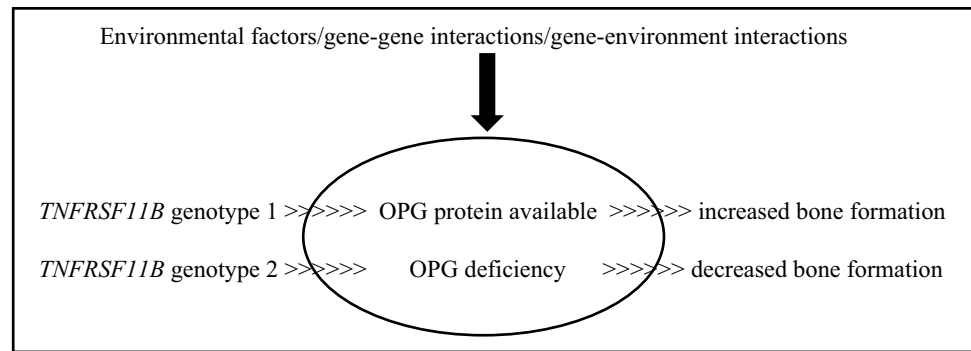 Environmental factors/gene-gene interactions/gene-environment interactions
TNFRSF11B genotype 1 >>>>>> OPG protein available >>>>>> increased bone formation
TNFRSF11B genotype 2 >>>>>> OPG deficiency >>>>>> decreased bone formation